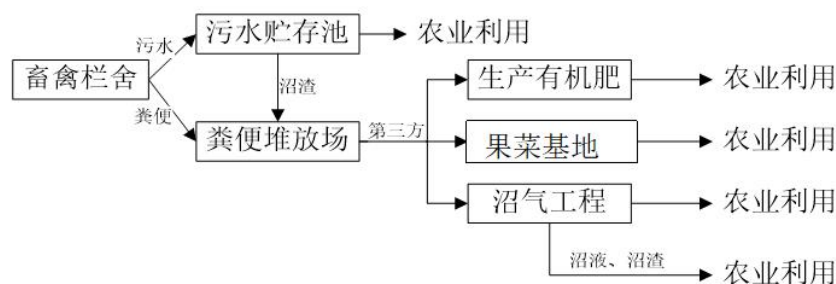 污水贮存池
农业利用
污水
畜禽栏舍
沼渣
生产有机肥
农业利用
粪便
粪便堆放场
第三方
果菜基地
农业利用
沼气工程
农业利用
沼液、沼渣
农业利用